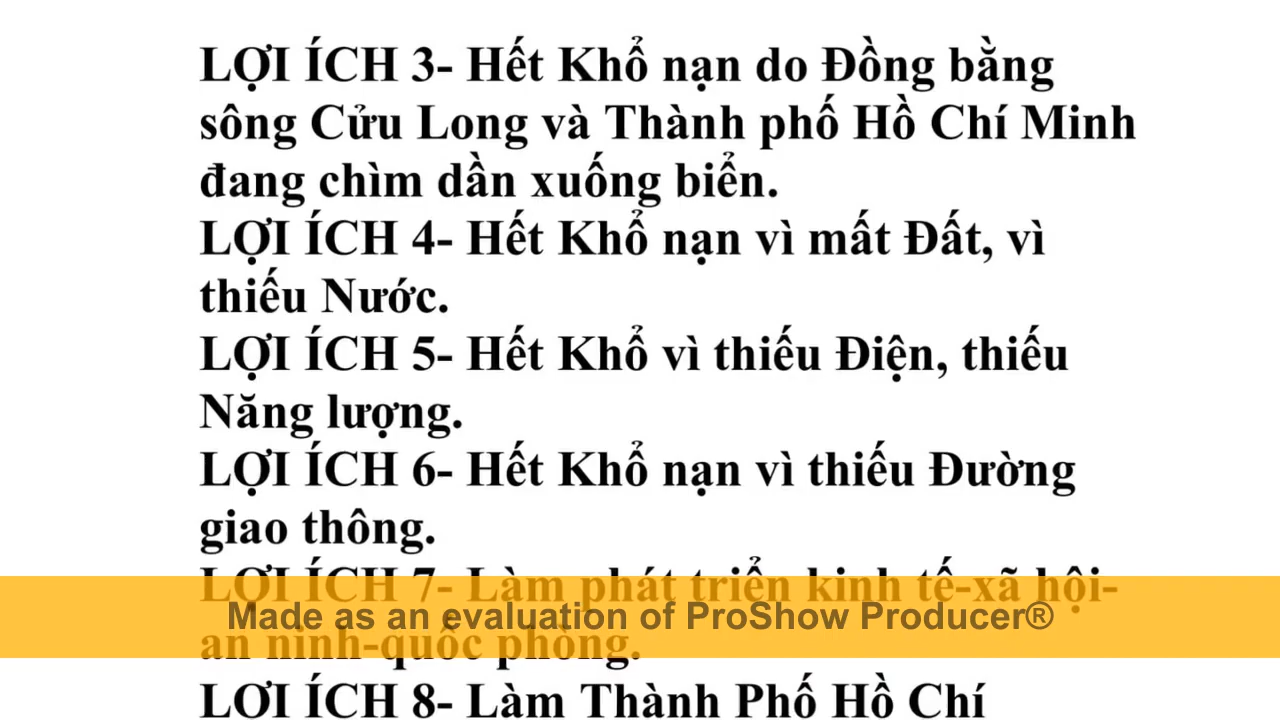 LỢI ÍCH 3- Hết Khổ nạn do Đồng bằng
sông Cửu Long và Thành phố Hồ Chí Minh
đang chìm dần xuống biển.
LỢI ÍCH 4- Hết Khổ nạn vì mất Đất, vì
thiếu Nước.
LỢI ÍCH 5- Hết Khổ vì thiếu Điện, thiếu
Năng lượng.
LỢI ÍCH 6- Hết Khổ nạn vì thiếu Đường
giao thông.
LỢI ÍCH 7- Làm phát triển kinh tế-xã hội-
Made as an evaluation of ProShow Producer®
an ninh-quốc phòng.
LỢI ÍCH 8- Làm Thành Phố Hồ Chí